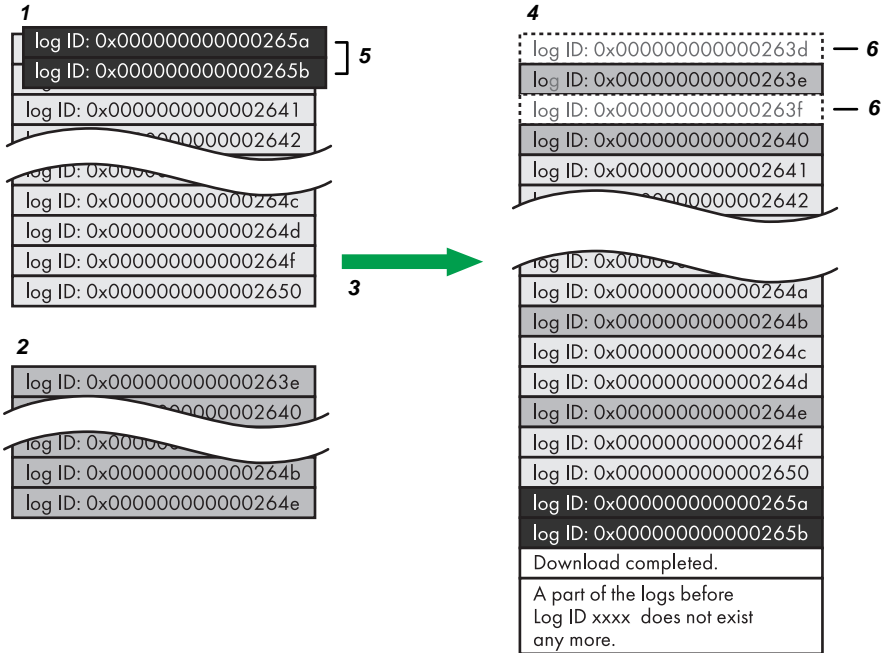 1
log ID: 0x000000000000265a
log ID: 0x000000000000265b
5
log ID: 0x0000000000002641
log ID: 0x000000000000264c
log ID: 0x000000000000264d
log ID: 0x000000000000264f
log ID: 0x0000000000002650
2
log ID: 0x000000000000263e
log ID:
log ID: 0x000000000000264b
log ID: 0x000000000000264e
3
4
log ID: 0x000000000000263d
6
log ID: 0x000000000000263e
log ID: 0x000000000000263f
6
log ID: 0x0000000000002640
log ID: 0x0000000000002641
log ID:
log ID: 0x000000000000264a
log ID: 0x000000000000264b
log ID: 0x000000000000264c
log ID: 0x000000000000264d
log ID: 0x000000000000264e
log ID: 0x000000000000264f
log ID: 0x0000000000002650
log ID: 0x000000000000265a
log ID: 0x000000000000265b
Download completed.
A part of the logs before
Log ID xxxx does not exist
any more.